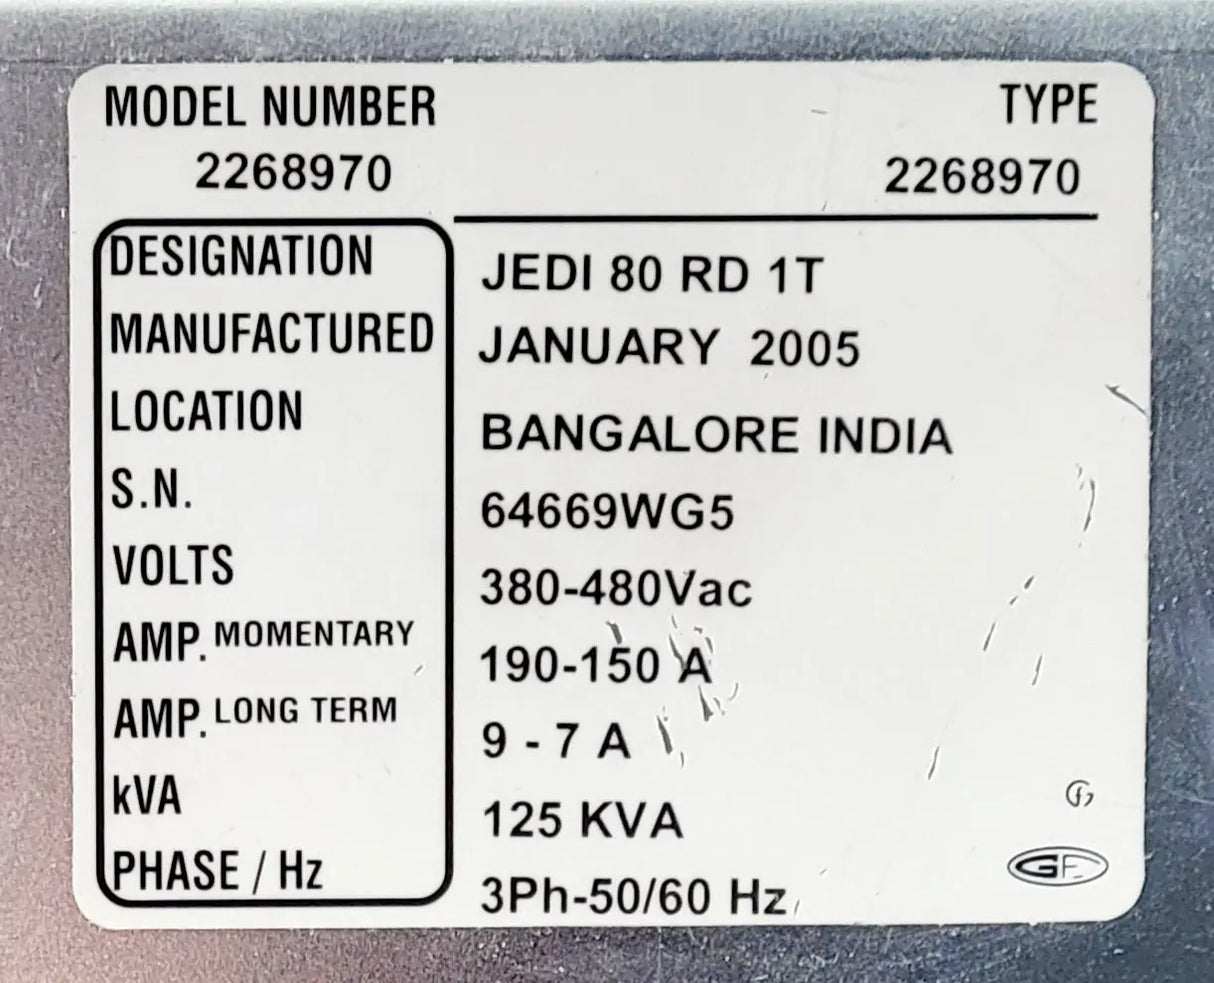 MODEL NUMBER TYPE
2268970 2268970
DESIGNATION JEDI 80 RD 1T
MANUFACTURED JANUARY 2005
LOCATION BANGALORE INDIA
S.N. 64669WG5
VOLTS 380-480Vac
AMP. MOMENTARY 190-150 A
AMP. LONG TERM 9 - 7 A
kVA 125 KVA
PHASE / Hz 3Ph-50/60 Hz
GE